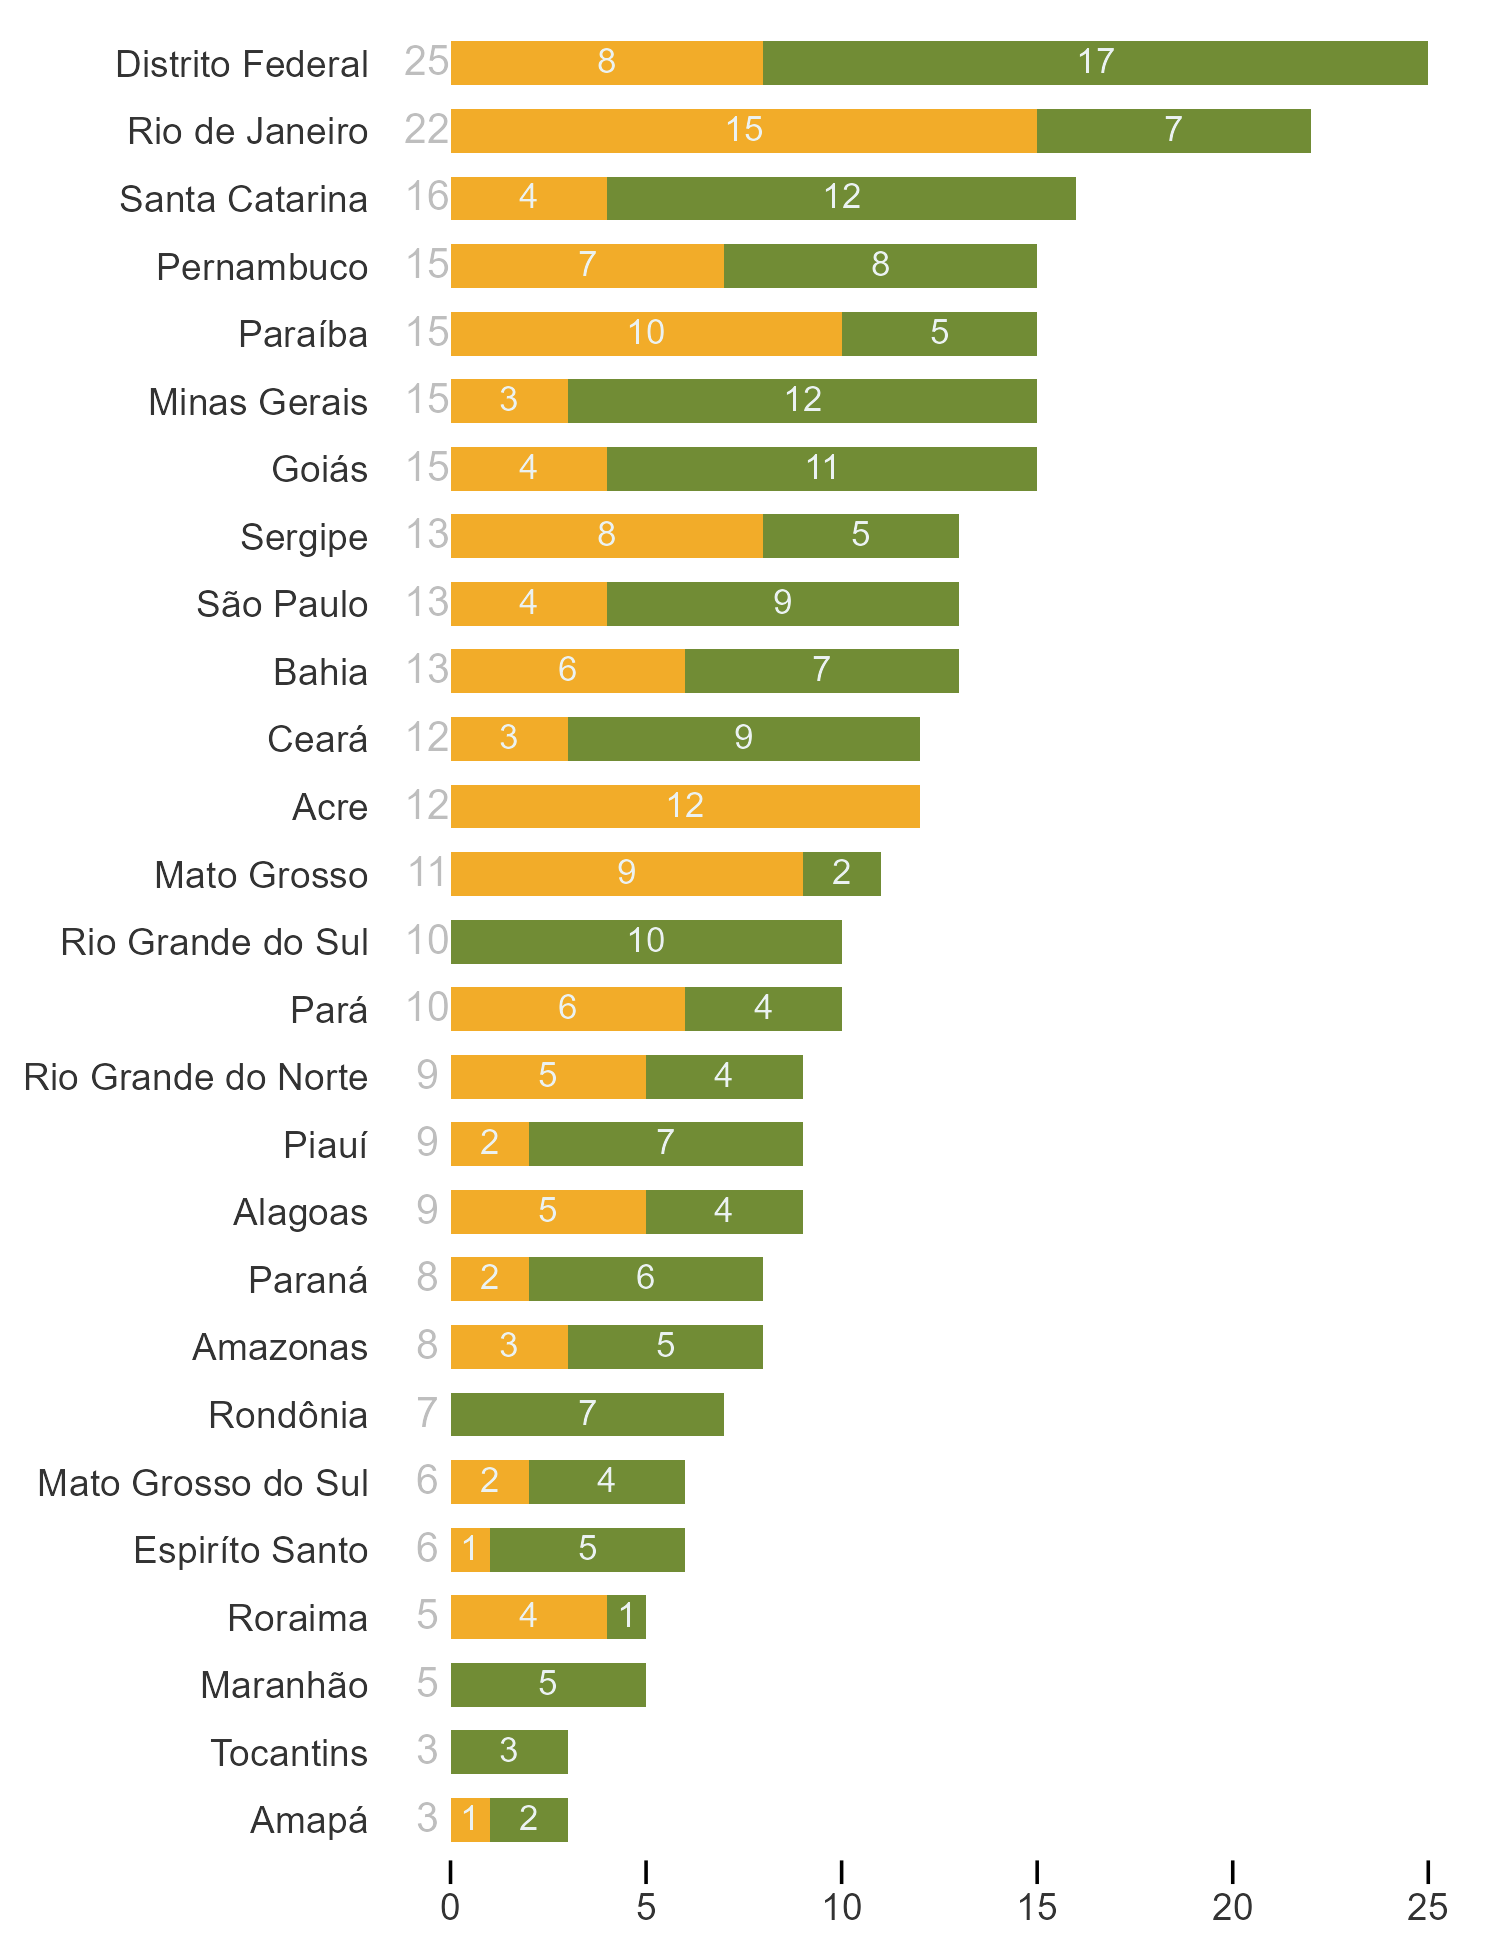 Distrito Federal 25 8 17
Rio de Janeiro 22 15 7
Santa Catarina 16 4 12
Pernambuco 15 7 8
Paraíba 15 10 5
Minas Gerais 15 3 12
Goiás 15 4 11
Sergipe 13 8 5
São Paulo 13 4 9
Bahia 13 6 7
Ceará 12 3 9
Acre 12 12
Mato Grosso 11 9 2
Rio Grande do Sul 10 10
Pará 10 6 4
Rio Grande do Norte 9 5 4
Piauí 9 2 7
Alagoas 9 5 4
Paraná 8 2 6
Amazonas 8 3 5
Rondônia 7 7
Mato Grosso do Sul 6 2 4
Espiríto Santo 6 1 5
Roraima 5 4 1
Maranhão 5 5
Tocantins 3 3
Amapá 3 1 2
0 5 10 15 20 25